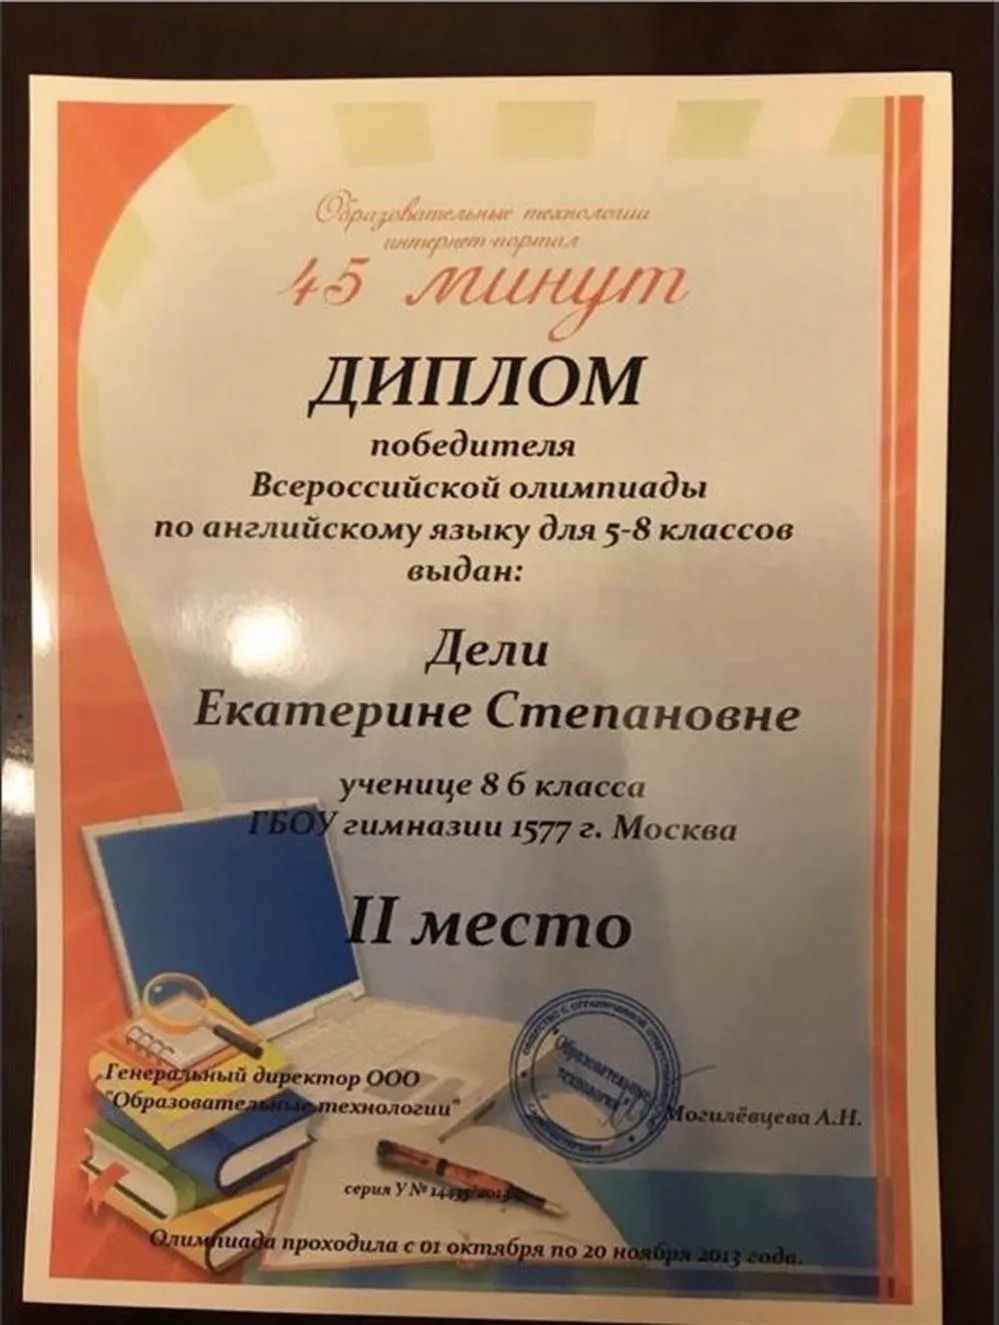 Образовательные технологии
интернет-портал
45 минут
ДИПЛОМ
победителя
Всероссийской олимпиады
по английскому языку для 5-8 классов
выдан:
Дели
Екатерине Степановне
ученице 8 б класса
ГБОУ гимназии 1577 г. Москва
II место
Генеральный директор ООО
"Образовательные технологии"
"Образовательные
технологии"
Могилёвцева А.Н.
серия У №
Олимпиада проходила с 01 октября по 20 ноября 2013 года.